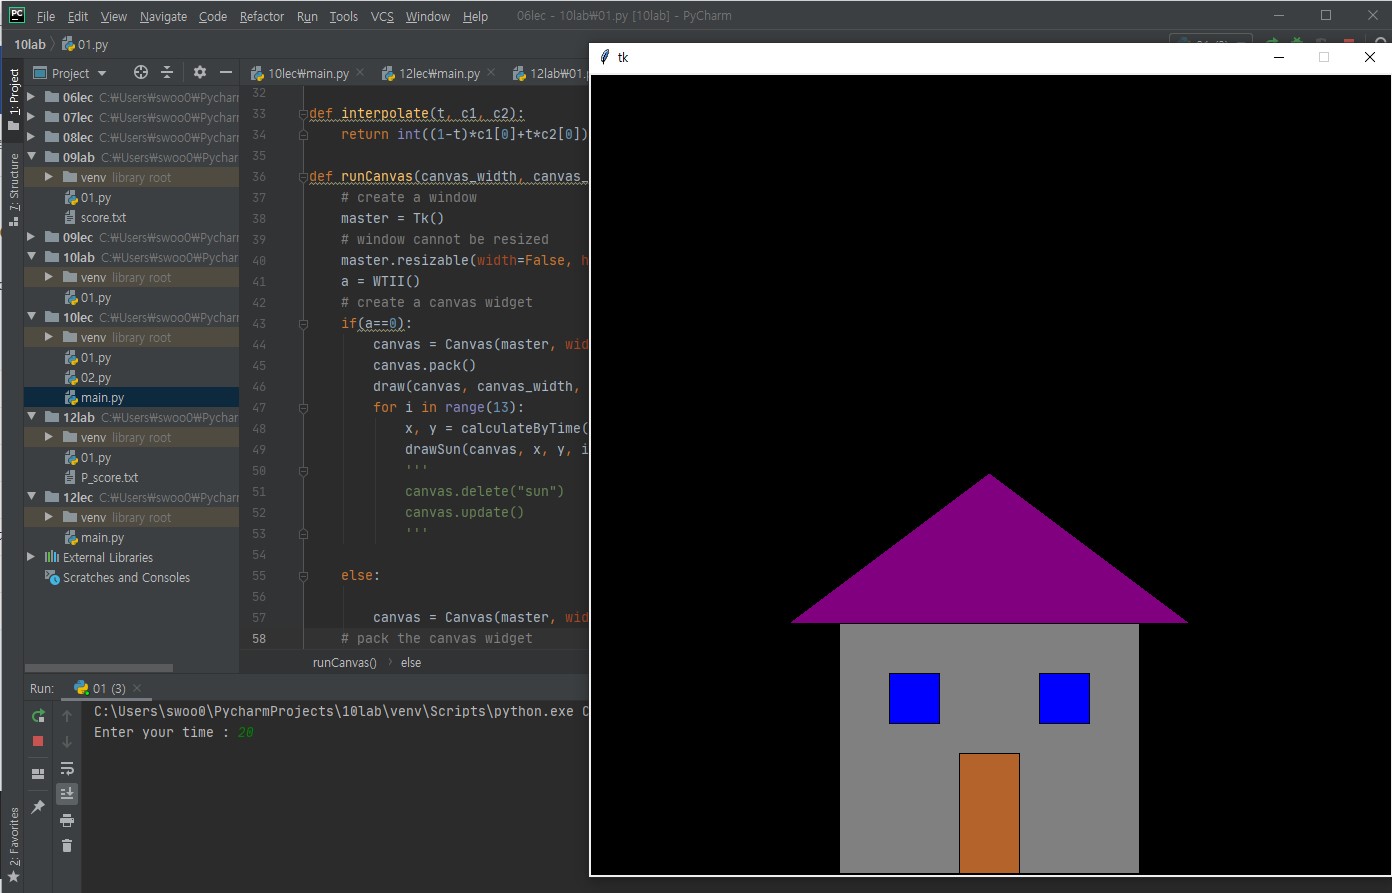 PC File Edit View Navigate Code Refactor Run Tools VCS Window Help 06lec - 10lab₩01.py [10lab] - PyCharm
10lab 01.py
tk
1: Project
7: Structure
2: Favorites
Project
10lec₩main.py 12lec₩main.py 12lab₩01.
06lec C:₩Users₩swoo0₩Pycharm
07lec C:₩Users₩swoo0₩Pycharm
08lec C:₩Users₩swoo0₩Pycharm
09lab C:₩Users₩swoo0₩Pychar
venv library root
01.py
score.txt
09lec C:₩Users₩swoo0₩Pycharm
10lab C:₩Users₩swoo0₩Pychar
venv library root
01.py
10lec C:₩Users₩swoo0₩Pycharm
venv library root
01.py
02.py
main.py
12lab C:₩Users₩swoo0₩Pychar
venv library root
01.py
P_score.txt
12lec C:₩Users₩swoo0₩Pycharm
venv library root
main.py
External Libraries
Scratches and Consoles
32
33 def interpolate(t, c1, c2):
34 return int((1-t)*c1[0]+t*c2[0])
35
36 def runCanvas(canvas_width, canvas_
37 # create a window
38 master = Tk()
39 # window cannot be resized
40 master.resizable(width=False, h
41 a = WTII()
42 # create a canvas widget
43 if(a==0):
44 canvas = Canvas(master, wid
45 canvas.pack()
46 draw(canvas, canvas_width,
47 for i in range(13):
48 x, y = calculateByTime(
49 drawSun(canvas, x, y, i
50 '''
51 canvas.delete("sun")
52 canvas.update()
53 '''
54
55 else:
56
57 canvas = Canvas(master, wid
58 # pack the canvas widget
runCanvas() else
Run: 01 (3)
C:\Users\swoo0\PycharmProjects\10lab\venv\Scripts\python.exe C
Enter your time : 20